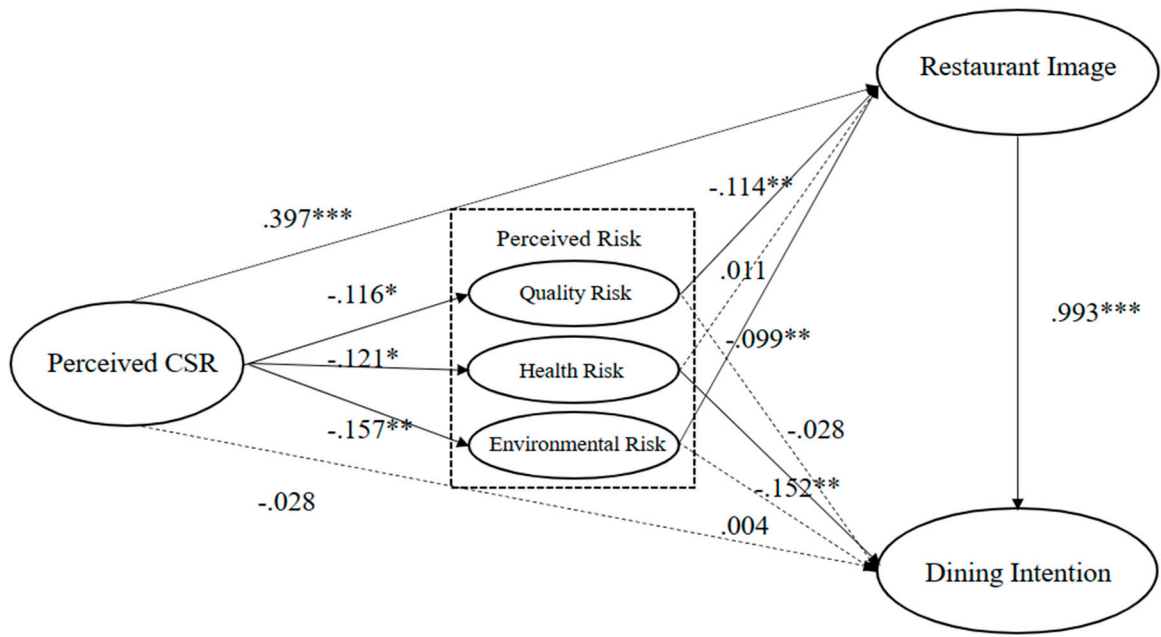 Restaurant Image
-.114**
.397***
Perceived Risk
.011
-.116*
Quality Risk
.993***
-.099**
Perceived CSR
-.121*
Health Risk
-.157**
Environmental Risk
-.028
-.152**
-.028
.004
Dining Intention